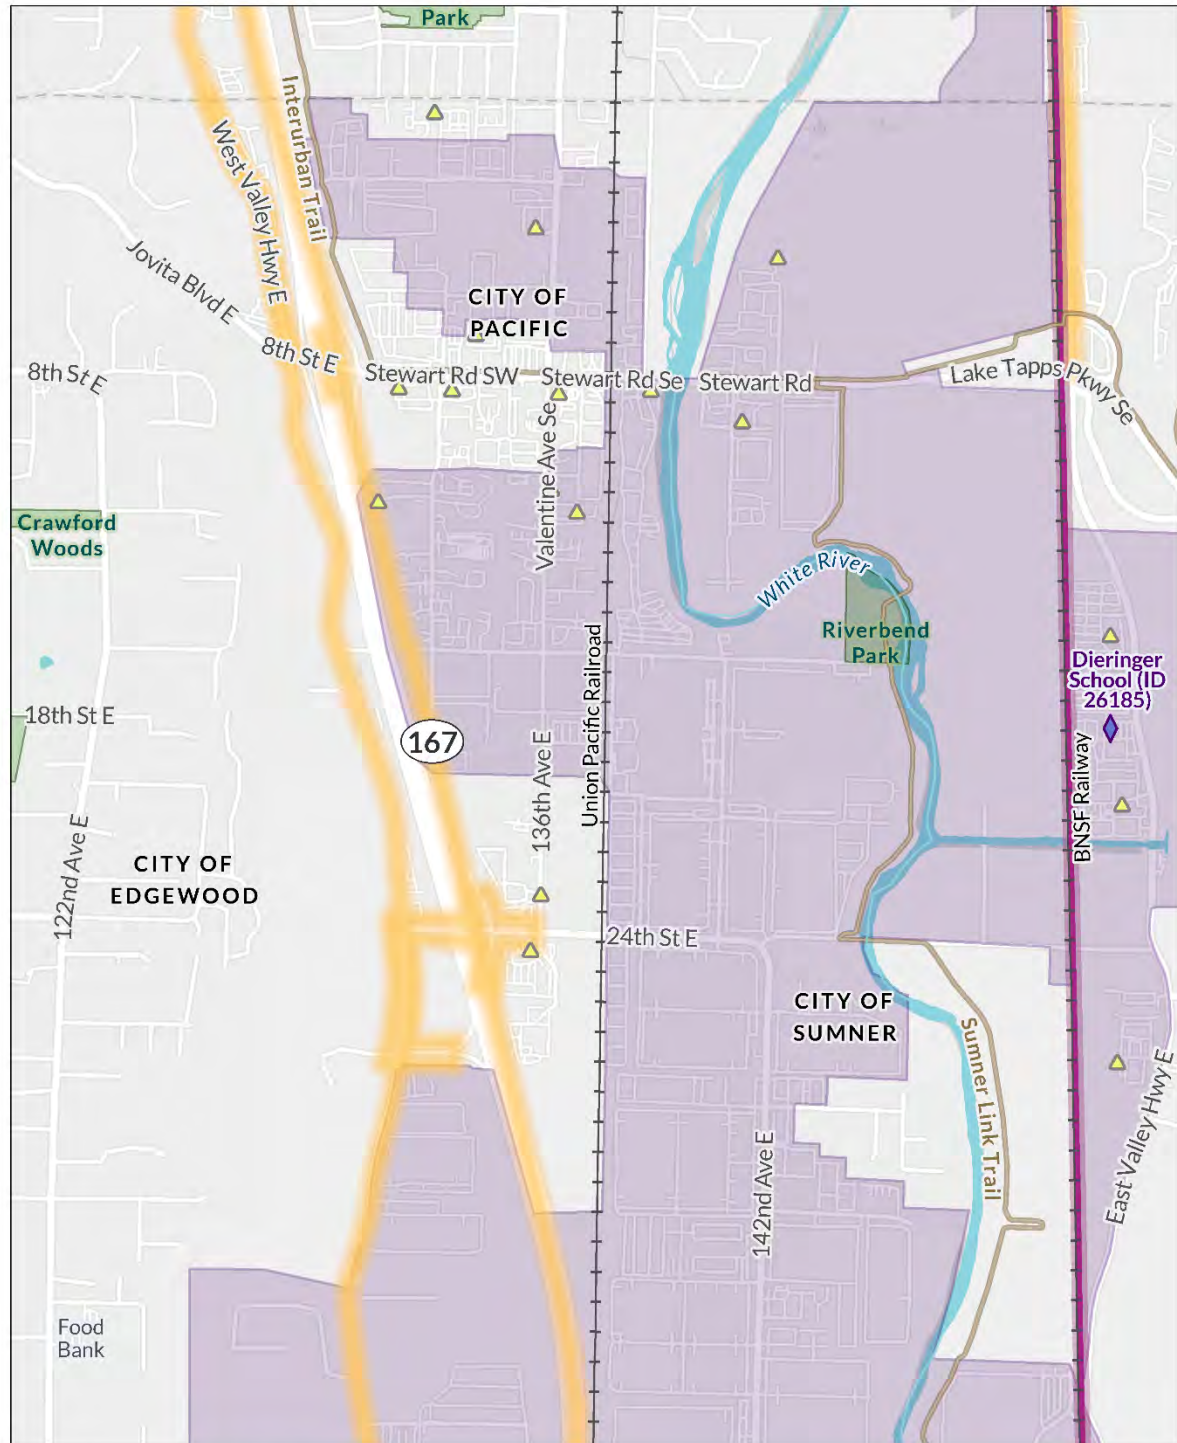 Park
Interurban Trail
West Valley Hwy E
Jovita Blvd E
CITY OF
PACIFIC
8th St E
8th St E
Stewart Rd SW
Stewart Rd Se
Stewart Rd
Lake Tapps Pkwy Se
Valentine Ave Se
Crawford
Woods
White River
Riverbend
Park
Union Pacific Railroad
Dieringer
School (ID
26185)
18th St E
167
136th Ave E
BNSF Railway
122nd Ave E
CITY OF
EDGEWOOD
24th St E
CITY OF
SUMNER
Sumner Link Trail
142nd Ave E
East Valley Hwy E
Food
Bank